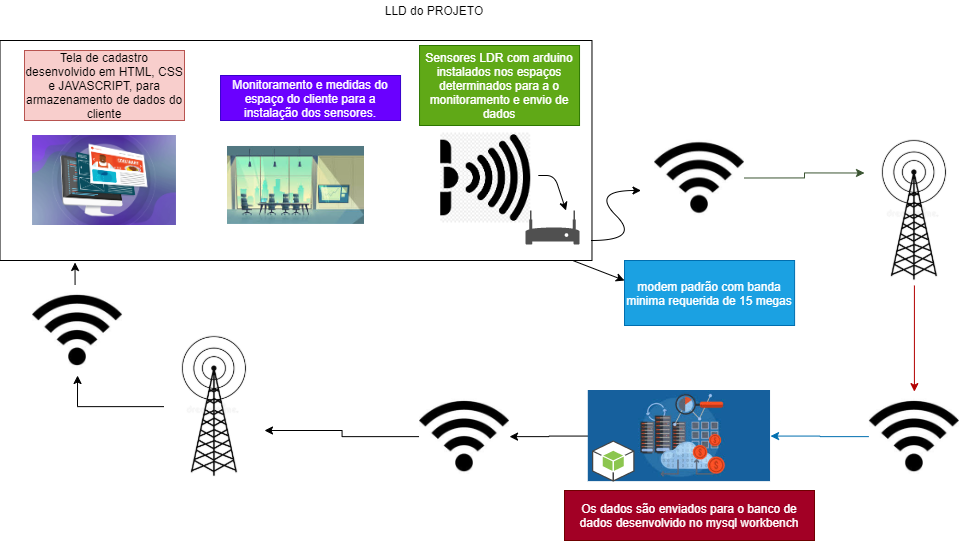 LLD do PROJETO
Tela de cadastro
desenvolvido em HTML, CSS
e JAVASCRIPT, para
armazenamento de dados do
cliente
Monitoramento e medidas do
espaço do cliente para a
instalação dos sensores.
Sensores LDR com arduino
instalados nos espaços
determinados para a o
monitoramento e envio de
dados
modem padrão com banda
minima requerida de 15 megas
Os dados são enviados para o banco de
dados desenvolvido no mysql workbench